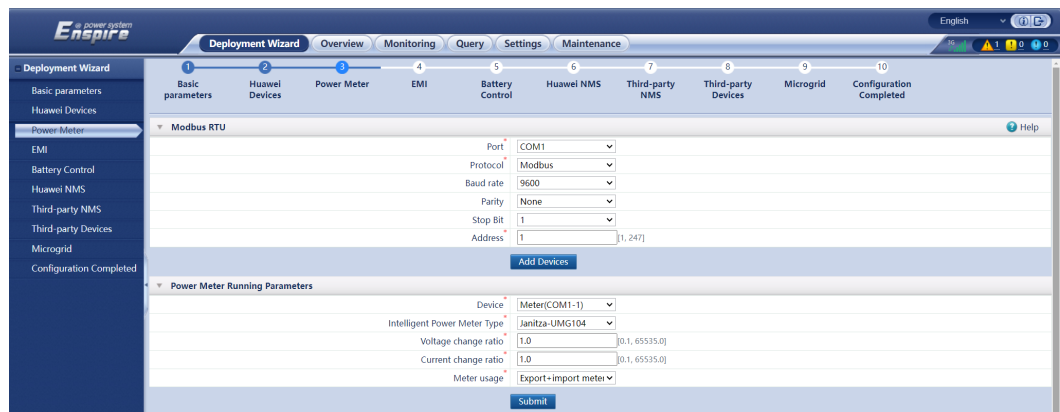 e power system
Enspire
English
Deployment Wizard
Overview
Monitoring
Query
Settings
Maintenance
3G
1
0
0
Deployment Wizard
Basic parameters
Huawei Devices
Power Meter
EMI
Battery Control
Huawei NMS
Third-party NMS
Third-party Devices
Microgrid
Configuration Completed
1
2
3
4
5
6
7
8
9
10
Basic
parameters
Huawei
Devices
Power Meter
EMI
Battery
Control
Huawei NMS
Third-party
NMS
Third-party
Devices
Microgrid
Configuration
Completed
Modbus RTU
Help
Port* COM1
Protocol* Modbus
Baud rate 9600
Parity None
Stop Bit 1
Address* 1 [1, 247]
Add Devices
Power Meter Running Parameters
Device* Meter(COM1-1)
Intelligent Power Meter Type* Janitza-UMG104
Voltage change ratio* 1.0 [0.1, 65535.0]
Current change ratio* 1.0 [0.1, 65535.0]
Meter usage* Export+import meter
Submit